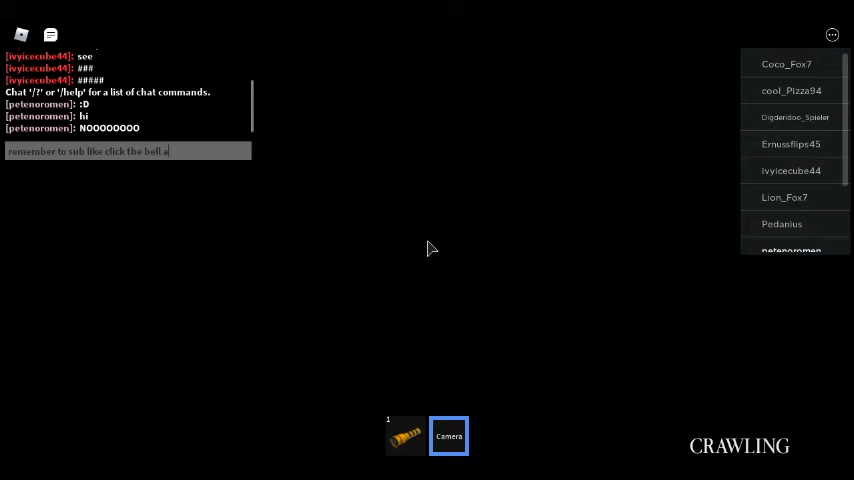 [ivyicecube44]: see
[ivyicecube44]: ###
[ivyicecube44]: #####
Chat '/?' or '/help' for a list of chat commands.
[petenoromen]: :D
[petenoromen]: hi
[petenoromen]: NOOOOOOOO
remember to sub like click the bell a
Coco_Fox7
cool_Pizza94
Digderidoo_Spieler
Ernussflips45
ivyicecube44
Lion_Fox7
Pedanius
petenoromen
1
Camera
CRAWLING